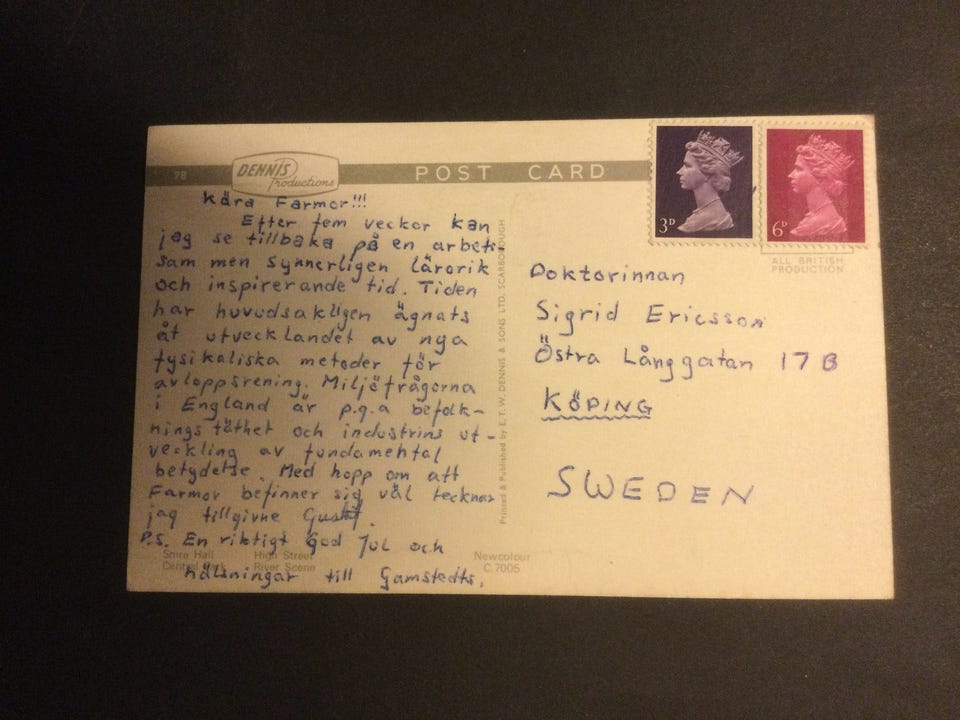 78
DENNIS
Productions
POST CARD
3D
6D
ALL BRITISH
PRODUCTION
Kära Farmor!!!
Efter fem veckor kan
jag se tillbaka på en arbet-
sam men synnerligen lärorik
och inspirerande tid. Tiden
har huvudsakligen ägnats
åt utvecklandet av nya
fysikaliska metoder för
avloppsrening. Miljöfrågorna
i England är p.g.a befolk-
nings täthet och industrins ut-
veckling av fundamental
betydelse. Med hopp om att
Farmor befinner sig väl tecknar
jag tillgivne
P.S. En riktigt God Jul och
hälsningar till Gamstedts.
Shire Hall
High Street
Central
River Scene
Newcolour
C.7005
Printed & Published by E. T. W. DENNIS & SONS LTD. SCARBOROUGH
Doktorinnan
Sigrid Ericsson
Östra Långgatan 17 B
KÖPING
SWEDEN